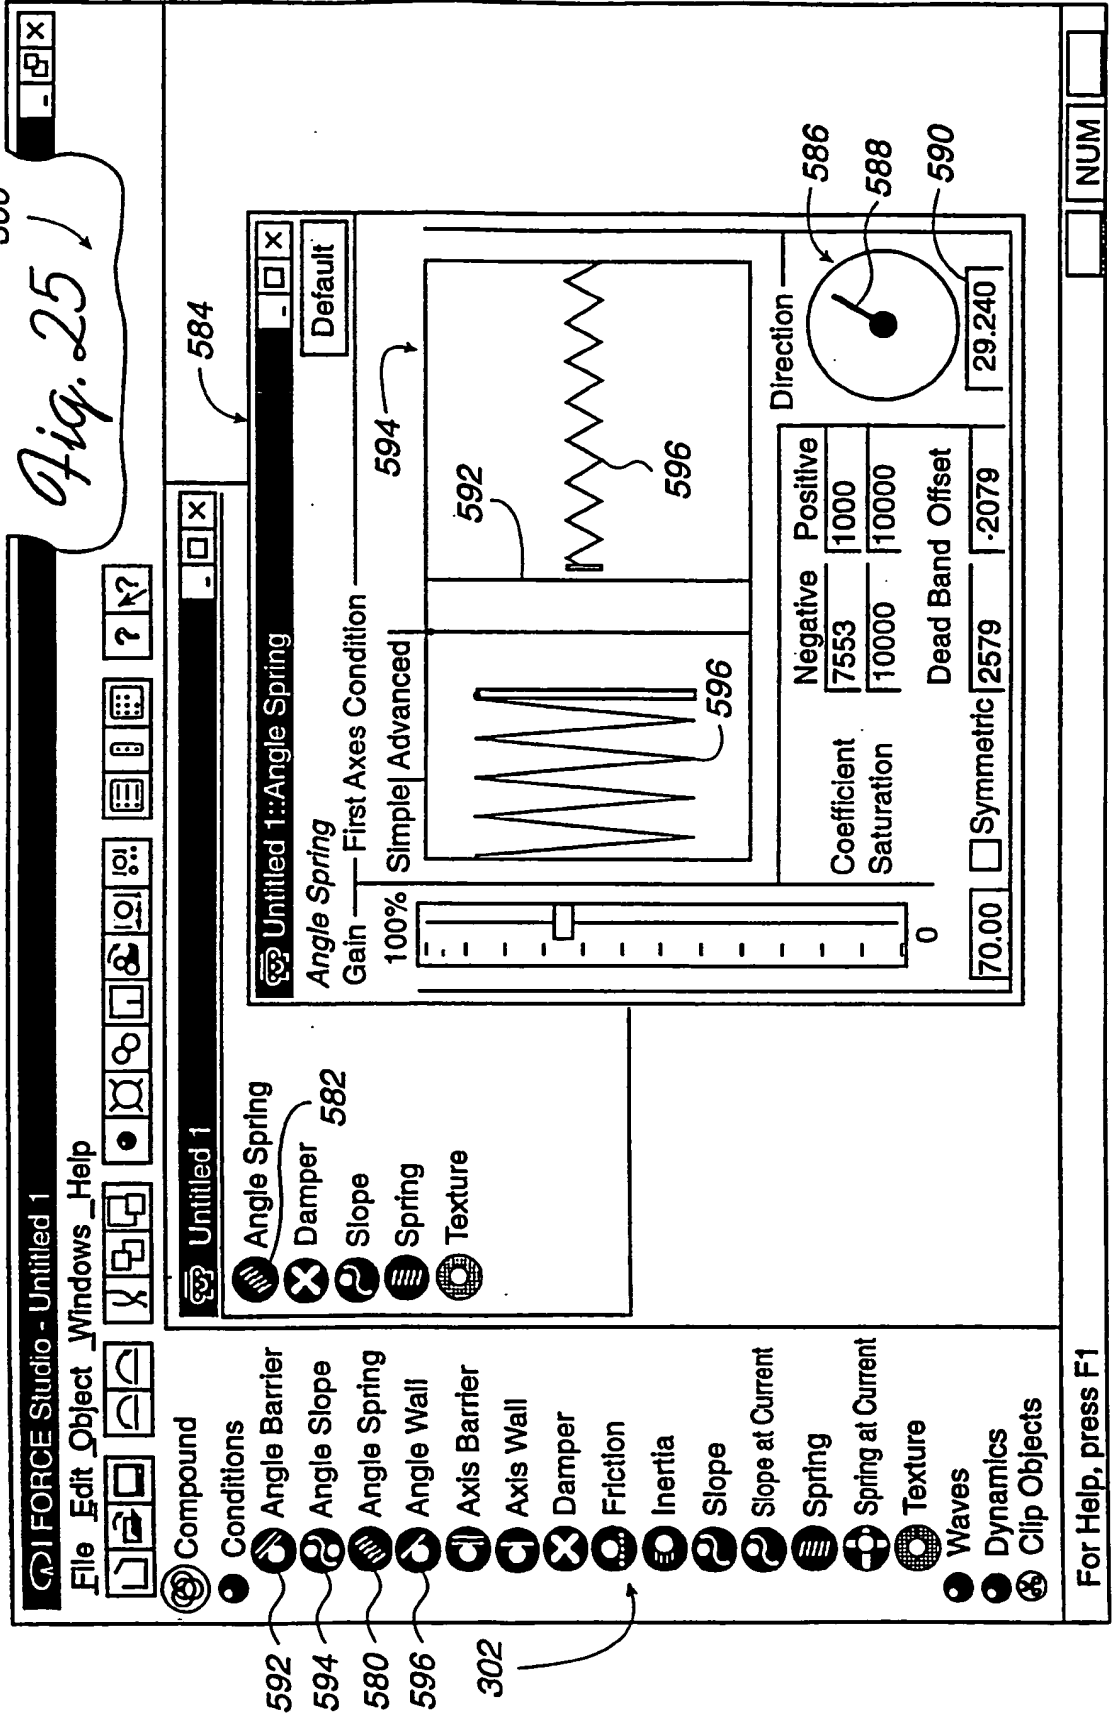 Fig. 25
I FORCE Studio - Untitled 1
File Edit Object Windows Help
Compound
Conditions
Angle Barrier
Angle Slope
Angle Spring
Angle Wall
Axis Barrier
Axis Wall
Damper
Friction
Inertia
Slope
Slope at Current
Spring
Spring at Current
Texture
Waves
Dynamics
Clip Objects
592
594
580
596
302
Untitled 1
Angle Spring
Damper
Slope
Spring
Texture
582
584
Untitled 1::Angle Spring
Angle Spring
Default
Gain
First Axes Condition
100%
Simple Advanced
594
592
596
596
0
70.00
Negative Positive
Coefficient 7553 1000
Saturation 10000 10000
Dead Band Offset
Symmetric 2579 -2079
Direction
29.240
586
588
590
For Help, press F1
NUM